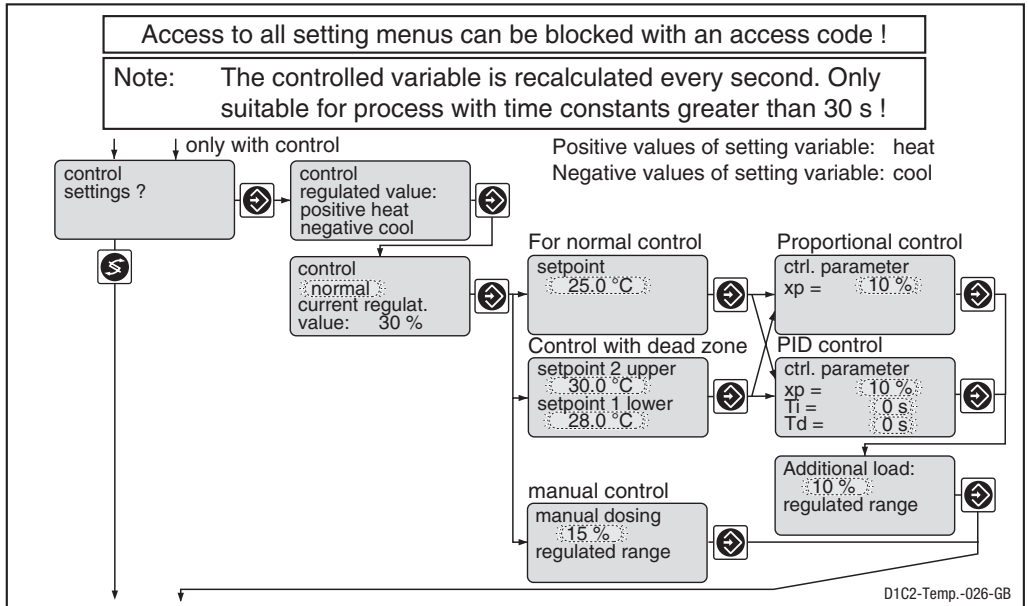 Access to all setting menus can be blocked with an access code !
Note: The controlled variable is recalculated every second. Only
suitable for process with time constants greater than 30 s !
only with control
Positive values of setting variable: heat
Negative values of setting variable: cool
control
settings ?
control
regulated value:
positive heat
negative cool
control
normal
current regulat.
value: 30 %
For normal control
setpoint
25.0 °C
Proportional control
ctrl. parameter
xp = 10 %
Control with dead zone
setpoint 2 upper
30.0 °C
setpoint 1 lower
28.0 °C
PID control
ctrl. parameter
xp = 10 %
Ti = 0 s
Td = 0 s
Additional load:
10 %
regulated range
manual control
manual dosing
15 %
regulated range
D1C2-Temp.-026-GB